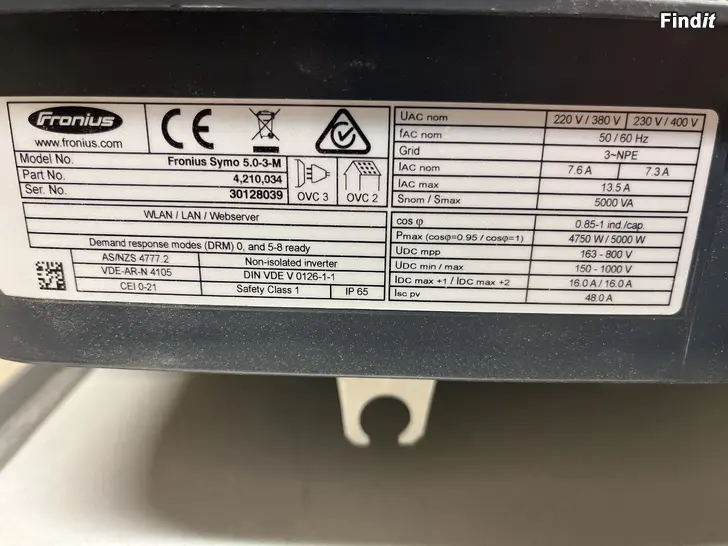 Findit
Fronius
www.fronius.com
CE
Model No. Fronius Symo 5.0-3-M
Part No. 4,210,034
Ser. No. 30128039
OVC 3 OVC 2
WLAN / LAN / Webserver
Demand response modes (DRM) 0, and 5-8 ready
AS/NZS 4777.2 Non-isolated inverter
VDE-AR-N 4105 DIN VDE V 0126-1-1
CEI 0-21 Safety Class 1 IP 65
UAC nom 220 V / 380 V 230 V / 400 V
fAC nom 50 / 60 Hz
Grid 3~NPE
IAC nom 7.6 A 7.3 A
IAC max 13.5 A
Snom / Smax 5000 VA
cos φ 0.85-1 ind./cap.
Pmax (cosφ=0.95 / cosφ=1) 4750 W / 5000 W
UDC mpp 163 - 800 V
UDC min / max 150 - 1000 V
IDC max +1 / IDC max +2 16.0 A / 16.0 A
Isc pv 48.0 A